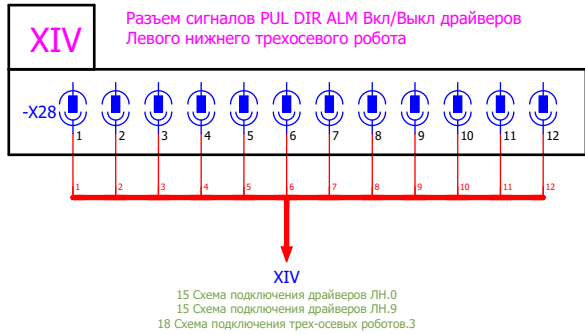 XIV
Разъем сигналов PUL DIR ALM Вкл/Выкл драйверов
Левого нижнего трехосевого робота
-X28
1 2 3 4 5 6 7 8 9 10 11 12
1 2 3 4 5 6 7 8 9 10 11 12
XIV
15 Схема подключения драйверов ЛН.0
15 Схема подключения драйверов ЛН.9
18 Схема подключения трех-осевых роботов.3